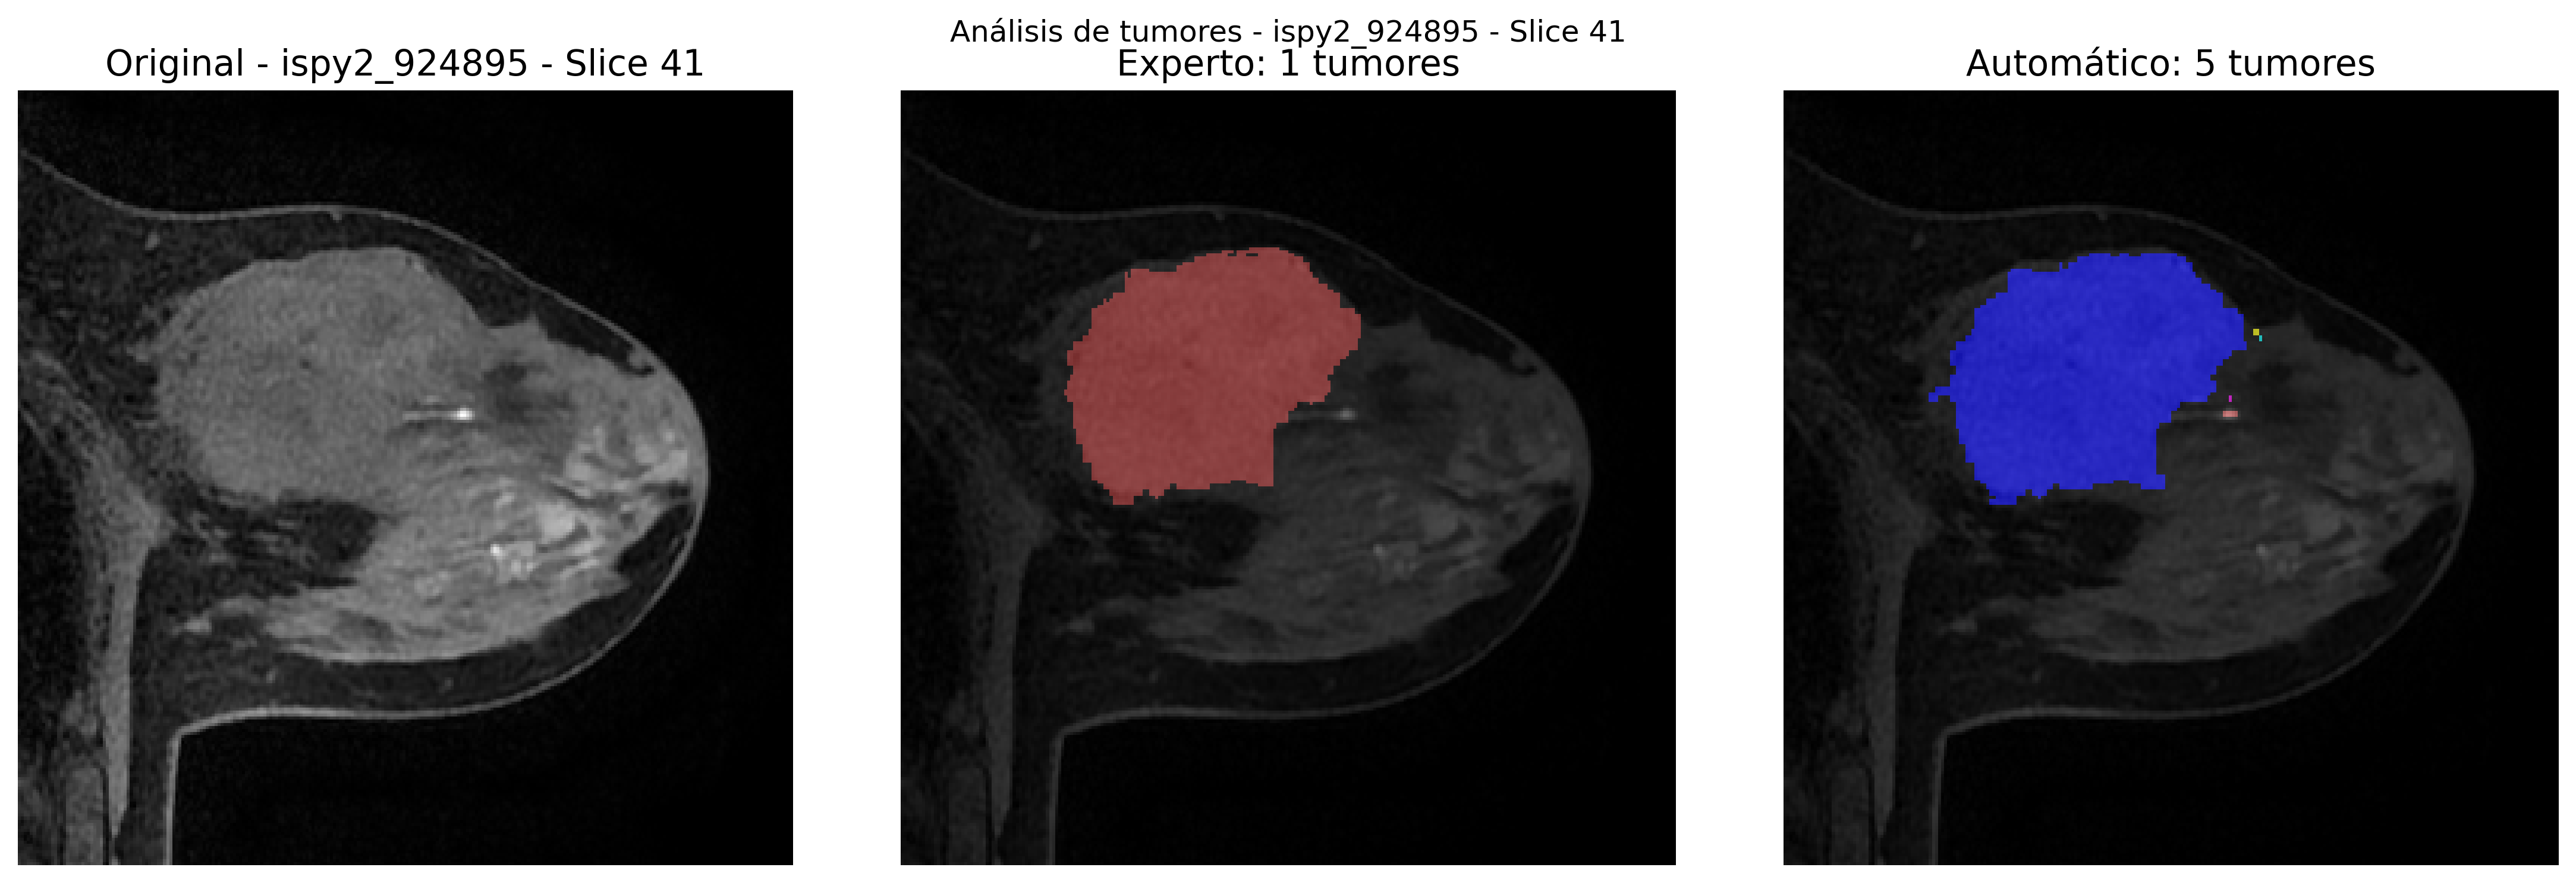 Análisis de tumores - ispy2_924895 - Slice 41
Original - ispy2_924895 - Slice 41
Experto: 1 tumores
Automático: 5 tumores